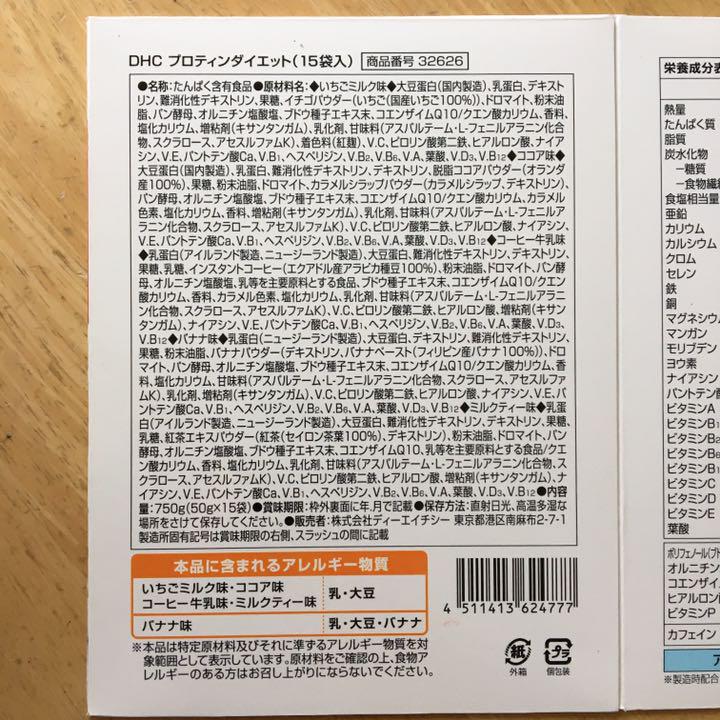 DHC プロティンダイエット(15袋入) 商品番号 32626
●名称:たんぱく含有食品●原材料名:◆いちごミルク味◆大豆蛋白(国内製造)、乳蛋白、デキスト
リン、難消化性デキストリン、果糖、イチゴパウダー(いちご(国産いちご100%))、ドロマイト、粉末油
脂、パン酵母、オルニチン塩酸塩、ブドウ種子エキス末、コエンザイムQ10/クエン酸カリウム、香料、
塩化カリウム、増粘剤(キサンタンガム)、乳化剤、甘味料(アスパルテーム・L-フェニルアラニン化合
物、スクラロース、アセスルファムK)、着色料(紅麹)、V.C、ピロリン酸第二鉄、ヒアルロン酸、ナイア
シン、V.E、パントテン酸Ca、V.B1、ヘスペリジン、V.B2、V.B6、V.A、葉酸、V.D3、V.B12◆ココア味◆
大豆蛋白(国内製造)、乳蛋白、難消化性デキストリン、デキストリン、脱脂ココアパウダー(オランダ
産100%)、果糖、粉末油脂、ドロマイト、カラメルシラップパウダー(カラメルシラップ、デキストリン)、
パン酵母、オルニチン塩酸塩、ブドウ種子エキス末、コエンザイムQ10/クエン酸カリウム、カラメル
色素、塩化カリウム、香料、増粘剤(キサンタンガム)、乳化剤、甘味料(アスパルテーム・L-フェニルア
ラニン化合物、スクラロース、アセスルファムK)、V.C、ピロリン酸第二鉄、ヒアルロン酸、ナイアシン、
V.E、パントテン酸Ca、V.B1、ヘスペリジン、V.B2、V.B6、V.A、葉酸、V.D3、V.B12◆コーヒー牛乳味
◆乳蛋白(アイルランド製造、ニュージーランド製造)、大豆蛋白、難消化性デキストリン、デキストリン、
果糖、乳糖、インスタントコーヒー(エクアドル産アラビカ種豆100%)、粉末油脂、ドロマイト、パン酵
母、オルニチン塩酸塩、乳等を主要原料とする食品、ブドウ種子エキス末、コエンザイムQ10/クエン
酸カリウム、香料、カラメル色素、塩化カリウム、乳化剤、甘味料(アスパルテーム・L-フェニルアラニ
ン化合物、スクラロース、アセスルファムK)、V.C、ピロリン酸第二鉄、ヒアルロン酸、増粘剤(キサン
タンガム)、ナイアシン、V.E、パントテン酸Ca、V.B1、ヘスペリジン、V.B2、V.B6、V.A、葉酸、V.D3、
V.B12◆バナナ味◆乳蛋白(ニュージーランド製造)、大豆蛋白、デキストリン、難消化性デキストリン、
果糖、粉末油脂、バナナパウダー(デキストリン、バナナペースト(フィリピン産バナナ100%))、ドロ
マイト、パン酵母、オルニチン塩酸塩、ブドウ種子エキス末、コエンザイムQ10/クエン酸カリウム、香
料、塩化カリウム、甘味料(アスパルテーム・L-フェニルアラニン化合物、スクラロース、アセスルファ
ムK)、乳化剤、増粘剤(キサンタンガム)、V.C、ピロリン酸第二鉄、ヒアルロン酸、ナイアシン、V.E、パ
ントテン酸Ca、V.B1、ヘスペリジン、V.B2、V.B6、V.A、葉酸、V.D3、V.B12◆ミルクティー味◆乳蛋
白(アイルランド製造、ニュージーランド製造)、大豆蛋白、難消化性デキストリン、デキストリン、果糖、
乳糖、紅茶エキスパウダー(紅茶(セイロン茶葉100%)、デキストリン)、粉末油脂、ドロマイト、パン酵
母、オルニチン塩酸塩、ブドウ種子エキス末、コエンザイムQ10、乳等を主要原料とする食品/クエ
ン酸カリウム、香料、塩化カリウム、乳化剤、甘味料(アスパルテーム・L-フェニルアラニン化合物、ス
クラロース、アセスルファムK)、V.C、ピロリン酸第二鉄、ヒアルロン酸、増粘剤(キサンタンガム)、ナ
イアシン、V.E、パントテン酸Ca、V.B1、ヘスペリジン、V.B2、V.B6、V.A、葉酸、V.D3、V.B12●内容
量:750g(50g×15袋)●賞味期限:枠外裏面に年.月で記載●保存方法:直射日光、高温多湿な
場所をさけて保存してください。●販売者:株式会社ディーエイチシー 東京都港区南麻布2-7-1
製造所固有記号は賞味期限の右側、スラッシュの間に記載
本品に含まれるアレルギー物質
いちごミルク味・ココア味
コーヒー牛乳味・ミルクティー味 乳・大豆
バナナ味 乳・大豆・バナナ
※本品は特定原材料及びそれに準ずるアレルギー物質を対
象範囲として表示しています。原材料をご確認の上、食物ア
レルギーのある方はお召し上がりにならないでください。
4 511413 624777
紙 外箱
プラ 個包装
栄養成分表
熱量
たんぱく質
脂質
炭水化物
-糖質
-食物繊維
食塩相当量
亜鉛
カリウム
カルシウム
クロム
セレン
鉄
銅
マグネシウム
マンガン
モリブデン
ヨウ素
ナイアシン
パントテン酸
ビタミンA
ビタミンB1
ビタミンB2
ビタミンB6
ビタミンB1
ビタミンC
ビタミンD
ビタミンE
葉酸
ポリフェノール(ブド
オルニチン
コエンザイ
ヒアルロン
ビタミンP
カフェイン
ア
※製造時配合